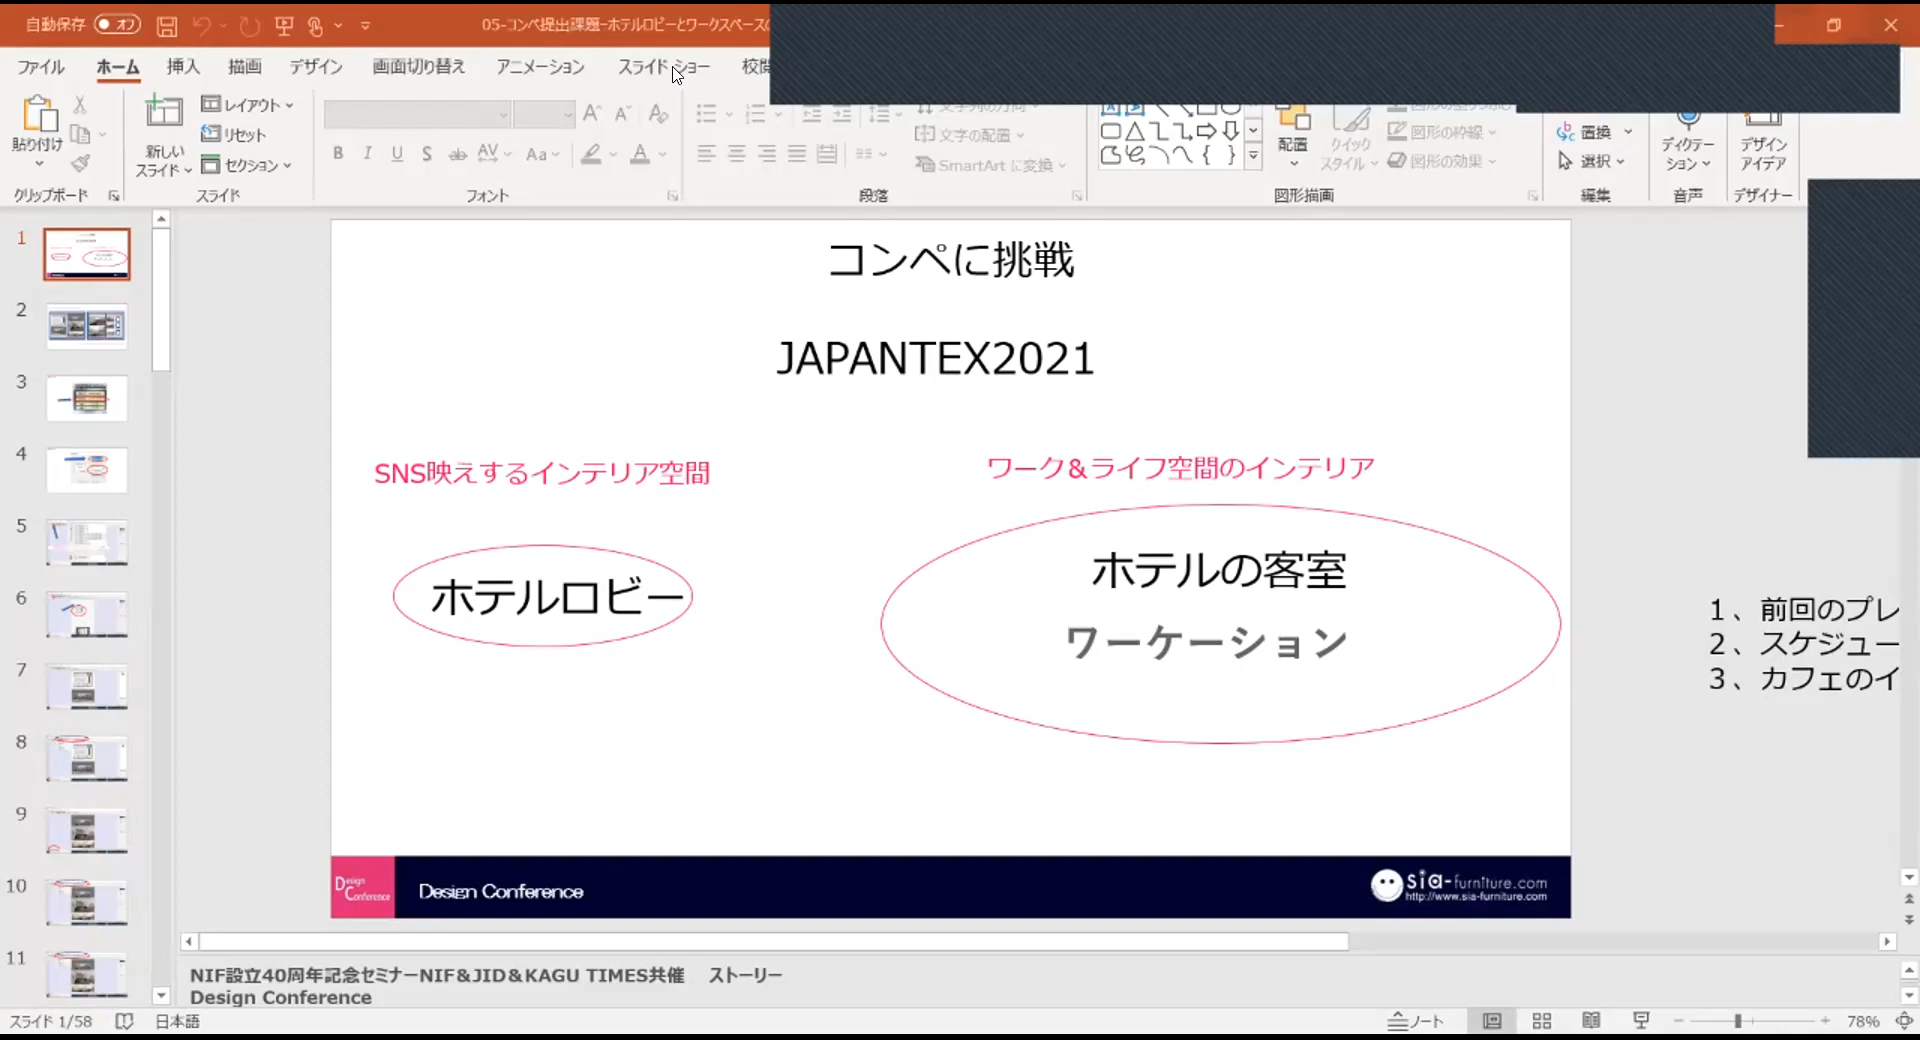 自動保存 オフ
05-コンペ提出課題-ホテルロビーとワークスペースの
ファイル ホーム 挿入 描画 デザイン 画面切り替え アニメーション スライド ショー 校閲
貼り付け
新しい
スライド
レイアウト
リセット
セクション
B I U S ab AV Aa A
文字列の方向
文字の配置
SmartArt に変換
配置
クイック
スタイル
図形の枠線
図形の効果
置換
選択
ディクテー
ション
デザイン
アイデア
クリップボード スライド フォント 段落 図形描画 編集 音声 デザイナー
1
2
3
4
5
6
7
8
9
10
11
コンペに挑戦
JAPANTEX2021
SNS映えするインテリア空間
ワーク&ライフ空間のインテリア
ホテルロビー
ホテルの客室
ワーケーション
1、前回のプレ
2、スケジュー
3、カフェのイ
Design
Conference
Design Conference
sia-furniture.com
http://www.sia-furniture.com
NIF設立40周年記念セミナーNIF&JID&KAGU TIMES共催 ストーリー
Design Conference
スライド 1/58 日本語 ノート 78%